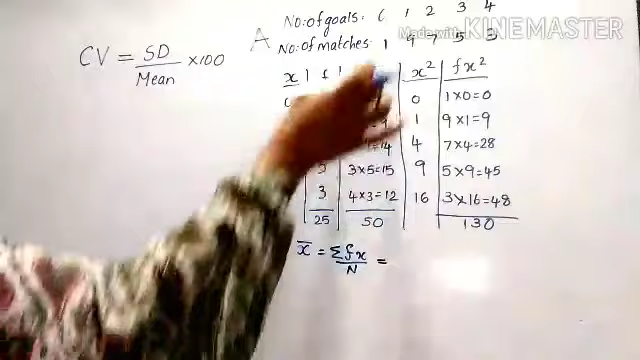 No: of goals: 1 2 3 4
A No: of matches: 1 9 7 5 3
Made with KINEMASTER
CV = SD/Mean ×100
x f x² fx²
0 1×0=0
1 9×1=9
=14 4 7×4=28
3×5=15 9 5×9=45
3 4×3=12 16 3×16=48
25 50 130
x̄ = Σfx/N =